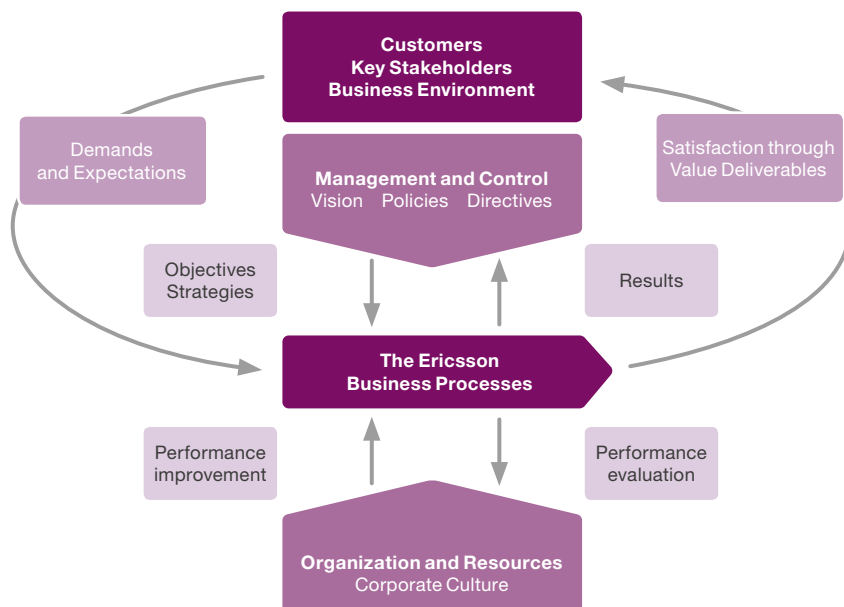 Customers
Key Stakeholders
Business Environment
Demands
and Expectations
Satisfaction through
Value Deliverables
Management and Control
Vision Policies Directives
Objectives
Strategies
Results
The Ericsson
Business Processes
Performance
improvement
Performance
evaluation
Organization and Resources
Corporate Culture